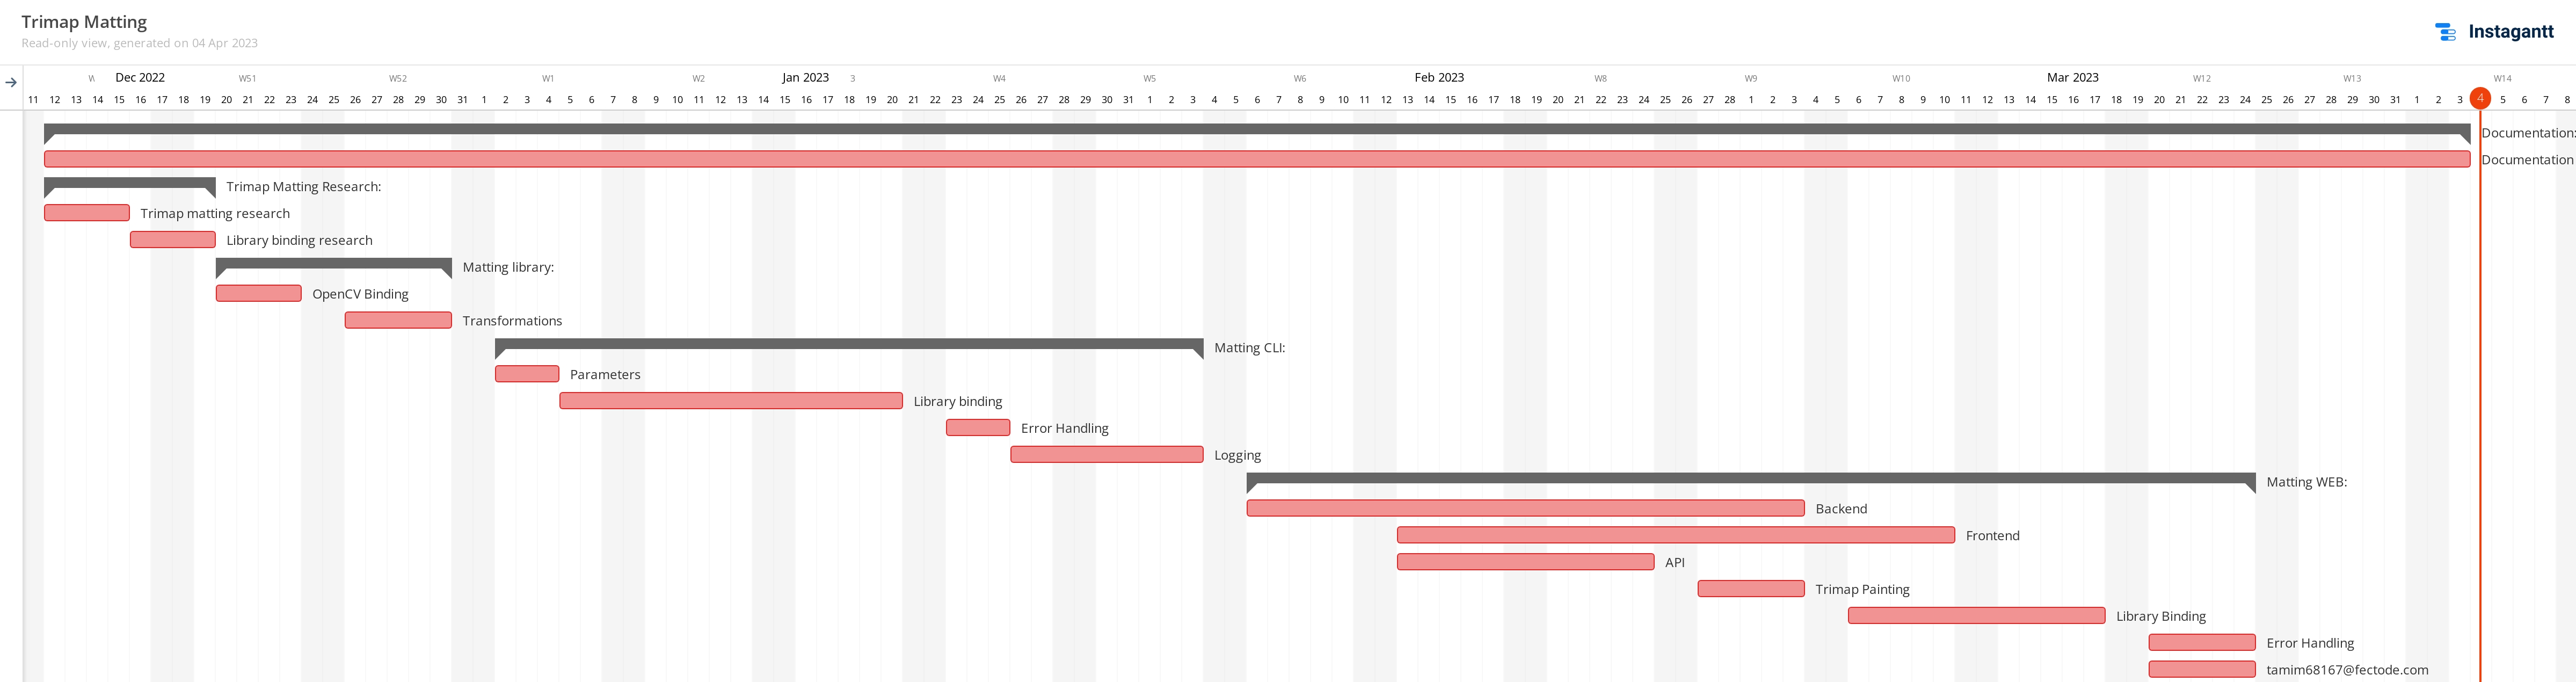 Trimap Matting
Read-only view, generated on 04 Apr 2023
Instagantt
W Dec 2022 W51 W52 W1 W2 Jan 2023 3 W4 W5 W6 Feb 2023 W8 W9 W10 Mar 2023 W12 W13 W14
11 12 13 14 15 16 17 18 19 20 21 22 23 24 25 26 27 28 29 30 31 1 2 3 4 5 6 7 8 9 10 11 12 13 14 15 16 17 18 19 20 21 22 23 24 25 26 27 28 29 30 31 1 2 3 4 5 6 7 8 9 10 11 12 13 14 15 16 17 18 19 20 21 22 23 24 25 26 27 28 1 2 3 4 5 6 7 8 9 10 11 12 13 14 15 16 17 18 19 20 21 22 23 24 25 26 27 28 29 30 31 1 2 3 4 5 6 7 8
Documentation:
Documentation
Trimap Matting Research:
Trimap matting research
Library binding research
Matting library:
OpenCV Binding
Transformations
Matting CLI:
Parameters
Library binding
Error Handling
Logging
Matting WEB:
Backend
Frontend
API
Trimap Painting
Library Binding
Error Handling
tamim68167@fectode.com